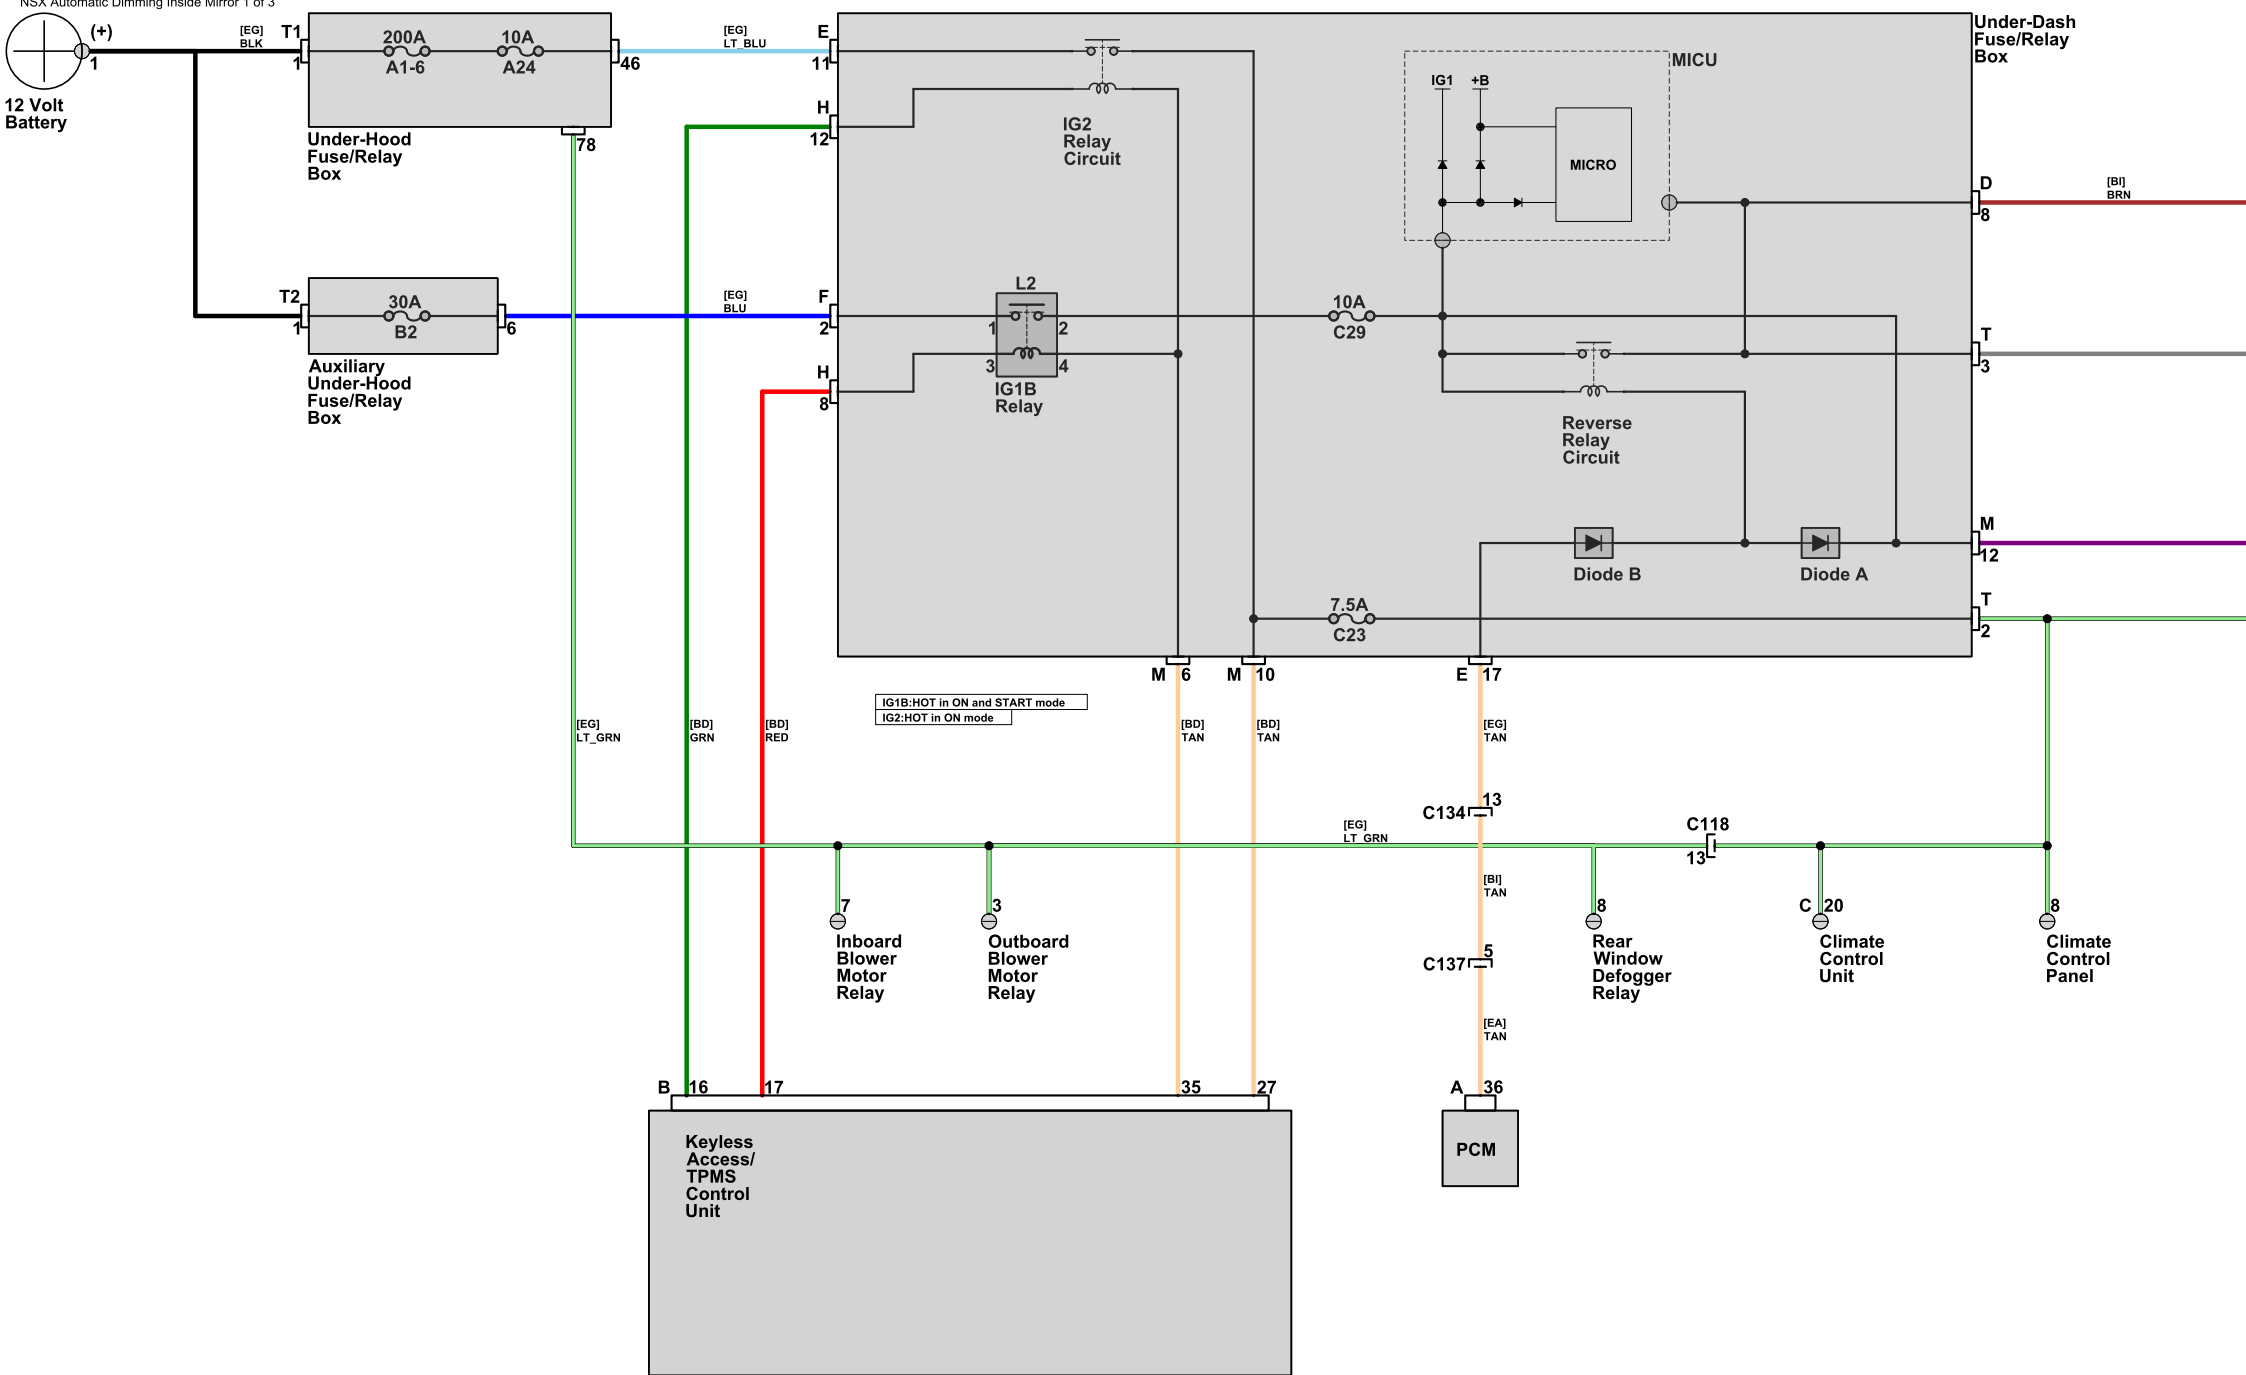 NSX Automatic Dimming Inside Mirror 1 of 3
(+)
1
12 Volt
Battery
[EG]
BLK
T1
1
200A
A1-6
10A
A24
46
78
Under-Hood
Fuse/Relay
Box
[EG]
LT_BLU
E
11
H
12
IG2
Relay
Circuit
MICU
IG1
+B
MICRO
Under-Dash
Fuse/Relay
Box
D
8
[BI]
BRN
T2
1
30A
B2
6
Auxiliary
Under-Hood
Fuse/Relay
Box
[EG]
BLU
F
2
H
8
L2
1
2
3
4
IG1B
Relay
10A
C29
Reverse
Relay
Circuit
T
3
M
12
Diode B
Diode A
7.5A
C23
T
2
M
6
M
10
E
17
IG1B:HOT in ON and START mode
IG2:HOT in ON mode
[EG]
LT_GRN
[BD]
GRN
[BD]
RED
[BD]
TAN
[BD]
TAN
[EG]
TAN
13
C134
[EG]
LT_GRN
C118
13
[BI]
TAN
7
Inboard
Blower
Motor
Relay
3
Outboard
Blower
Motor
Relay
5
C137
8
Rear
Window
Defogger
Relay
C
20
Climate
Control
Unit
8
Climate
Control
Panel
[EA]
TAN
B
16
17
35
27
A
36
Keyless
Access/
TPMS
Control
Unit
PCM